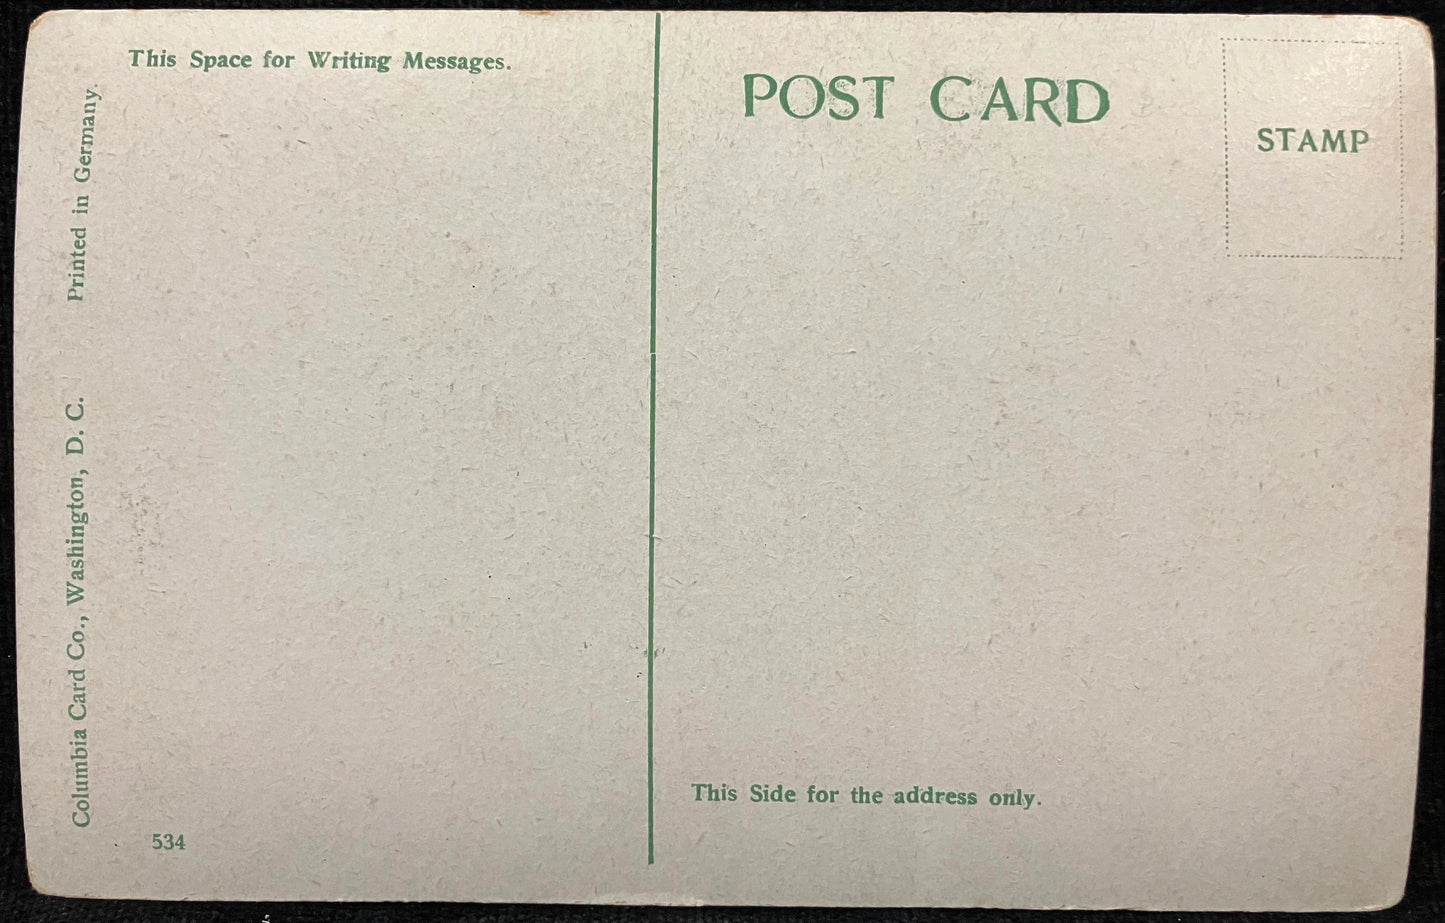 This Space for Writing Messages.
POST CARD
STAMP
Columbia Card Co., Washington, D. C. Printed in Germany.
This Side for the address only.
534